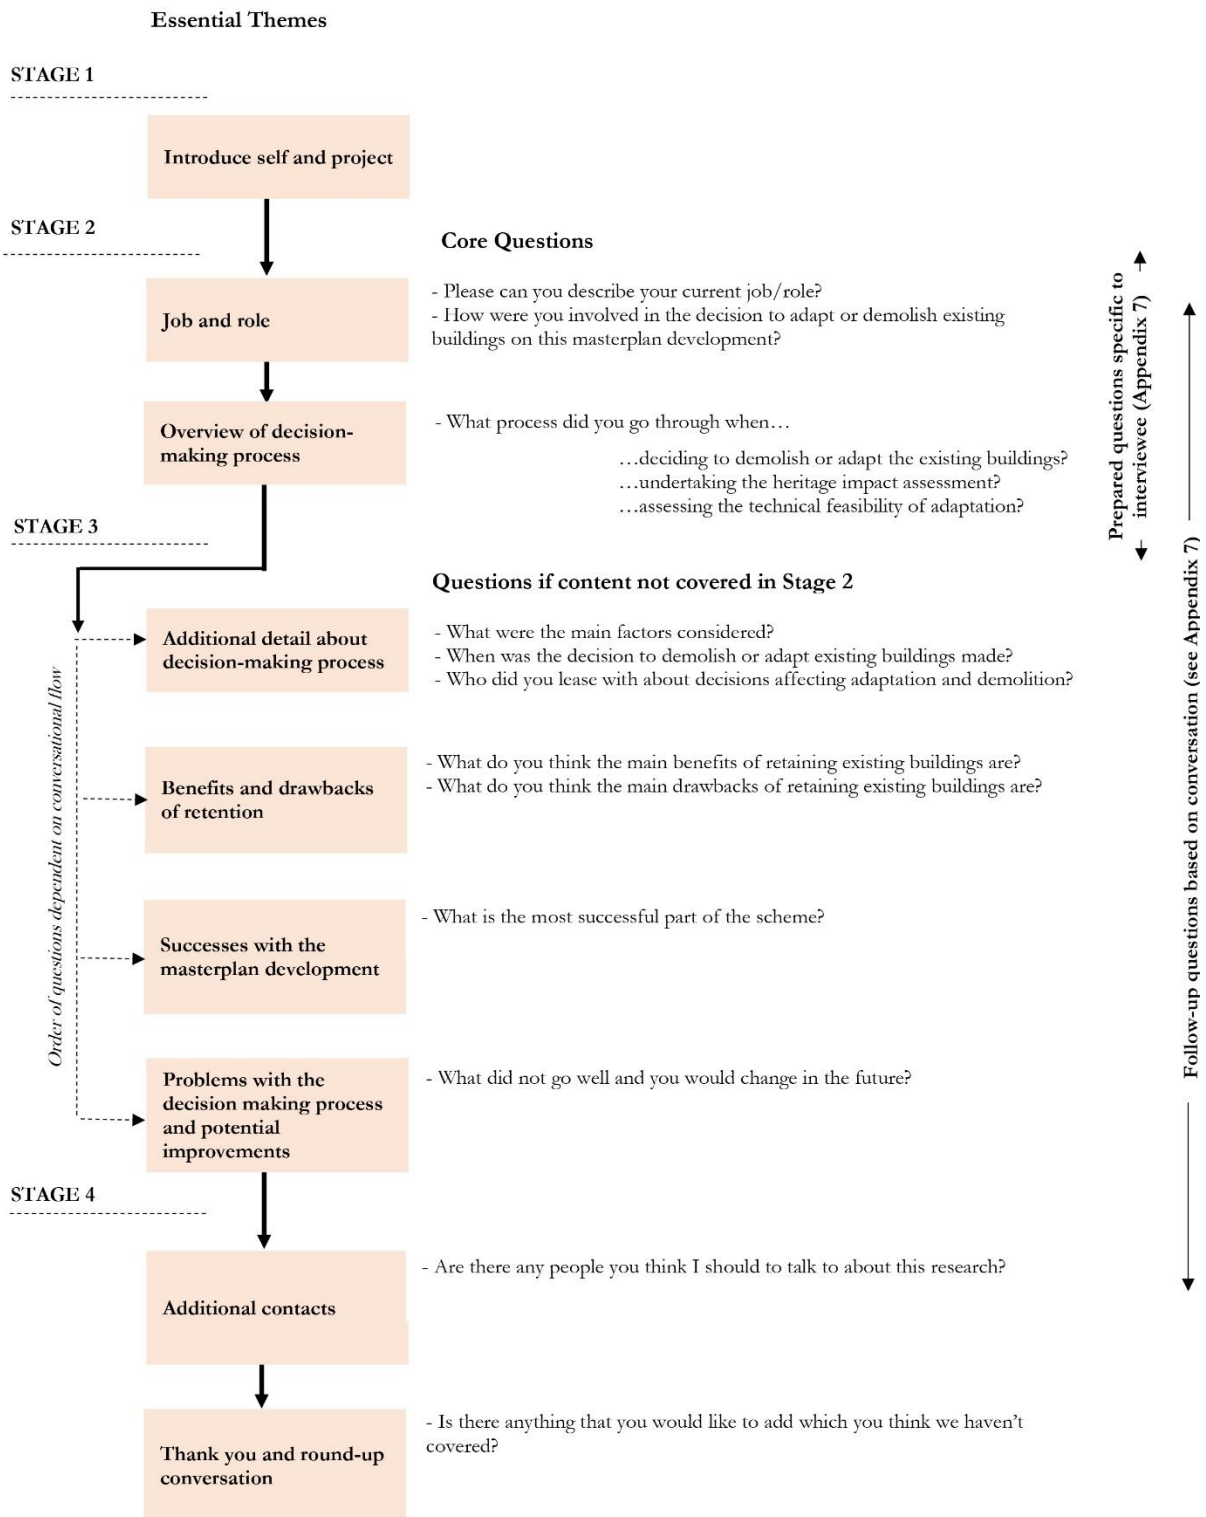 Essential Themes
STAGE 1
Introduce self and project
STAGE 2
Core Questions
Job and role
- Please can you describe your current job/role?
- How were you involved in the decision to adapt or demolish existing
buildings on this masterplan development?
Overview of decision-
making process
- What process did you go through when…
…deciding to demolish or adapt the existing buildings?
…undertaking the heritage impact assessment?
…assessing the technical feasibility of adaptation?
Prepared questions specific to
interviewee (Appendix 7)
STAGE 3
Questions if content not covered in Stage 2
Additional detail about
decision-making process
- What were the main factors considered?
- When was the decision to demolish or adapt existing buildings made?
- Who did you lease with about decisions affecting adaptation and demolition?
Benefits and drawbacks
of retention
- What do you think the main benefits of retaining existing buildings are?
- What do you think the main drawbacks of retaining existing buildings are?
Order of questions dependent on conversational flow
Successes with the
masterplan development
- What is the most successful part of the scheme?
Problems with the
decision making process
and potential
improvements
- What did not go well and you would change in the future?
Follow-up questions based on conversation (see Appendix 7)
STAGE 4
Additional contacts
- Are there any people you think I should to talk to about this research?
Thank you and round-up
conversation
- Is there anything that you would like to add which you think we haven’t
covered?